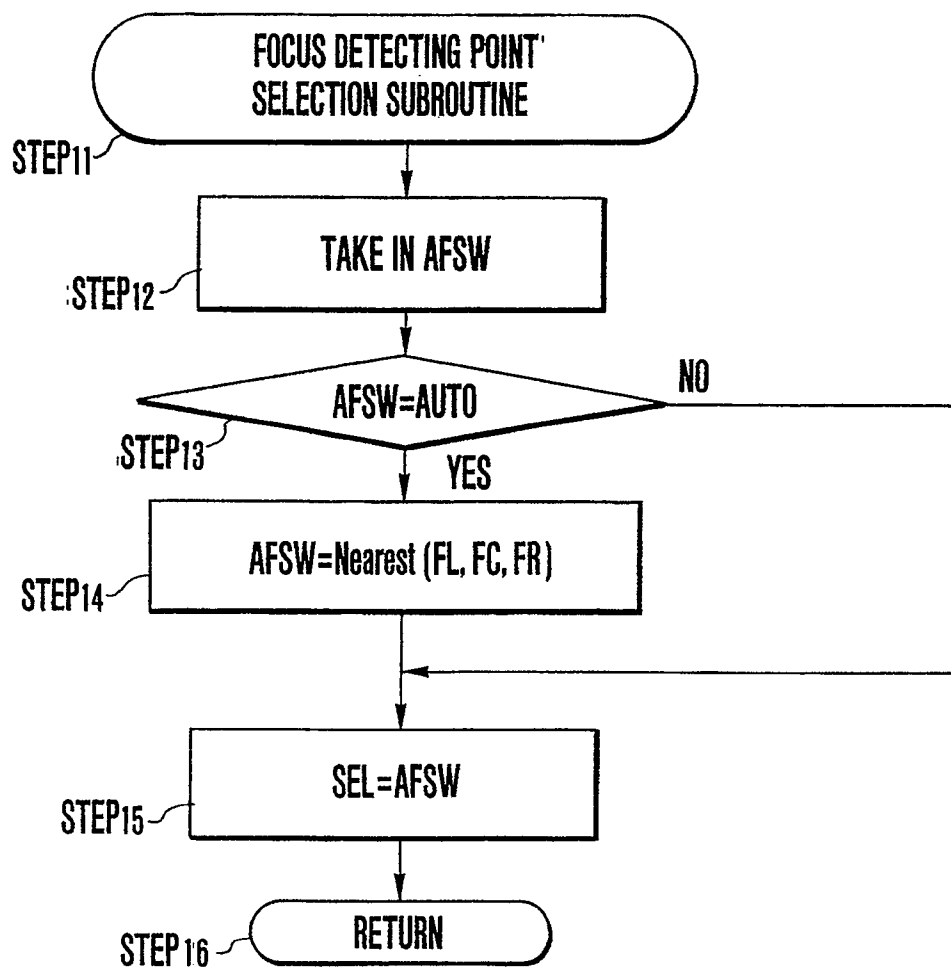 FOCUS DETECTING POINT
SELECTION SUBROUTINE
STEP11
TAKE IN AFSW
STEP12
AFSW=AUTO
NO
STEP13
YES
AFSW=Nearest (FL, FC, FR)
STEP14
SEL=AFSW
STEP15
RETURN
STEP16